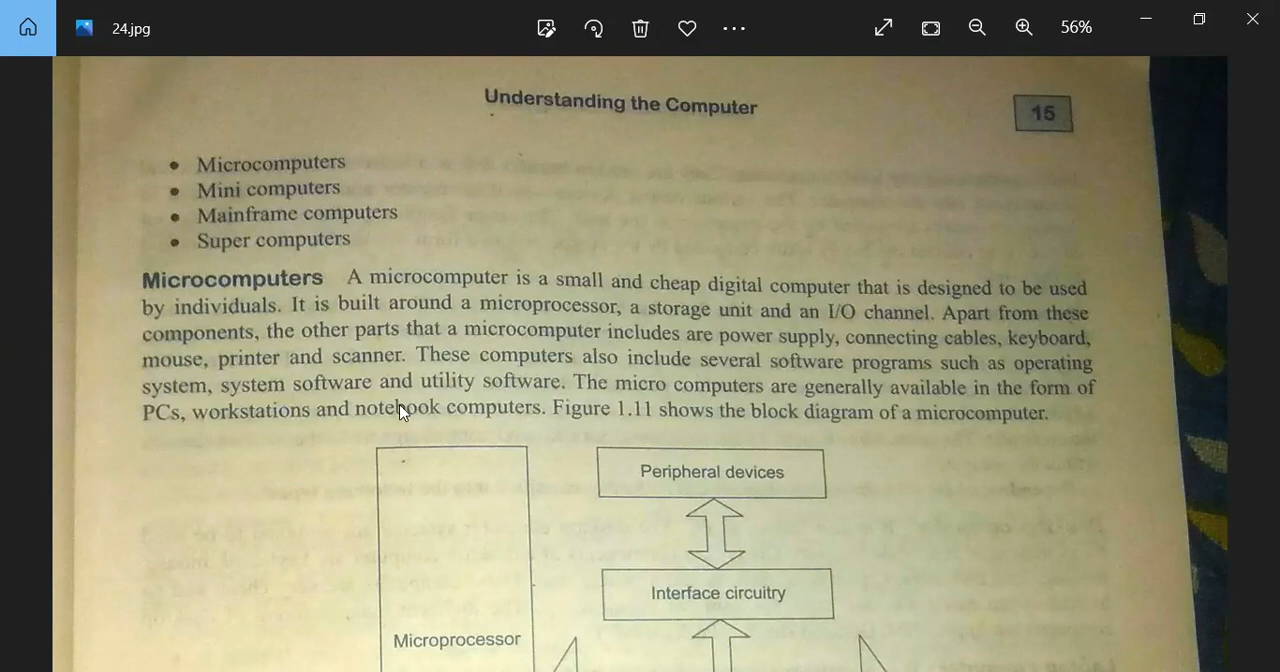 24.jpg
56%
Understanding the Computer
15
• Microcomputers
• Mini computers
• Mainframe computers
• Super computers
Microcomputers A microcomputer is a small and cheap digital computer that is designed to be used
by individuals. It is built around a microprocessor, a storage unit and an I/O channel. Apart from these
components, the other parts that a microcomputer includes are power supply, connecting cables, keyboard,
mouse, printer and scanner. These computers also include several software programs such as operating
system, system software and utility software. The micro computers are generally available in the form of
PCs, workstations and notebook computers. Figure 1.11 shows the block diagram of a microcomputer.
Peripheral devices
Interface circuitry
Microprocessor